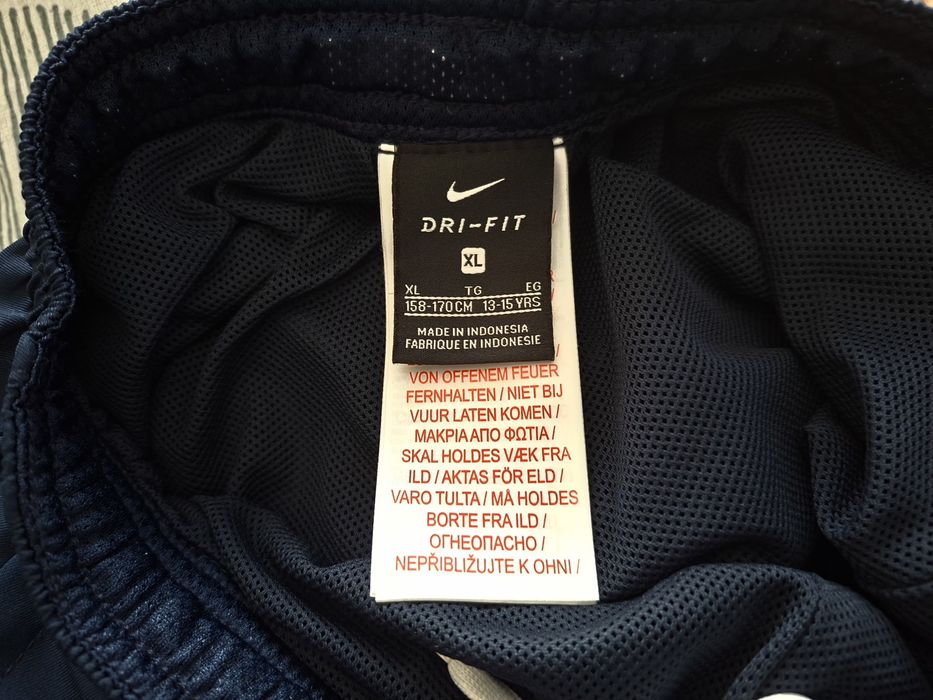 DRI-FIT
XL
XL TG EG
158-170CM 13-15 YRS
MADE IN INDONESIA
FABRIQUE EN INDONESIE
/
VON OFFENEM FEUER
FERNHALTEN / NIET BIJ
VUUR LATEN KOMEN /
ΜΑΚΡΙΑ ΑΠΟ ΦΩΤΙΑ /
SKAL HOLDES VÆK FRA
ILD / AKTAS FÖR ELD /
VARO TULTA / MÅ HOLDES
BORTE FRA ILD /
ОГНЕОПАСНО /
NEPŘIBLIŽUJTE K OHNI /